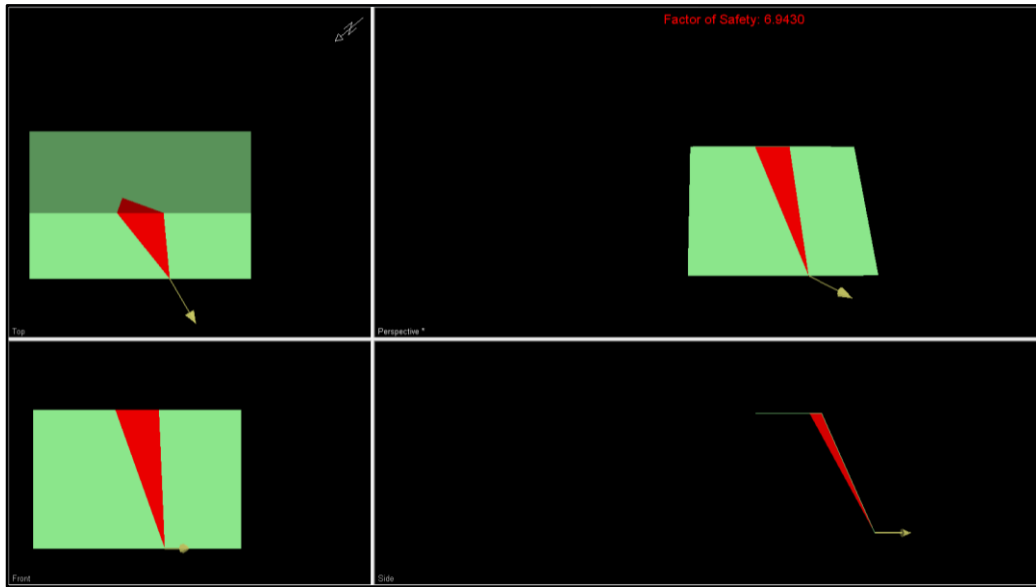 Factor of Safety: 6.9430
Top
Perspective *
Front
Side